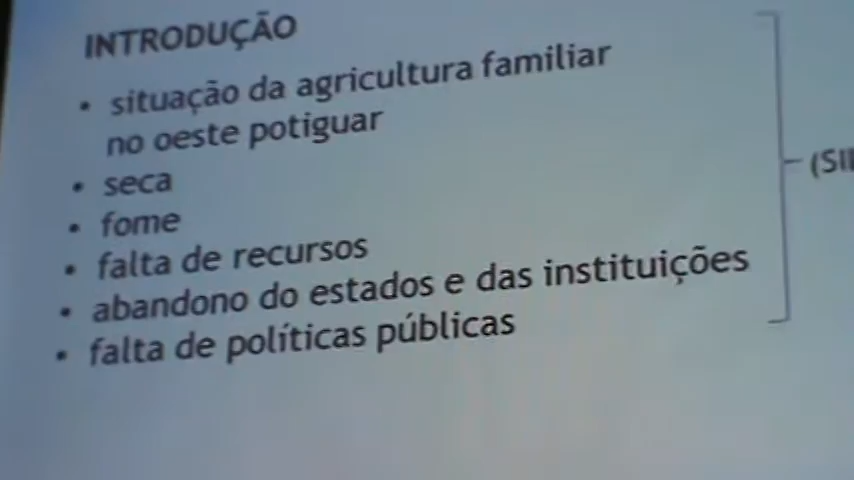 INTRODUÇÃO
• situação da agricultura familiar
no oeste potiguar
• seca
• fome
• falta de recursos
• abandono do estados e das instituições
• falta de políticas públicas